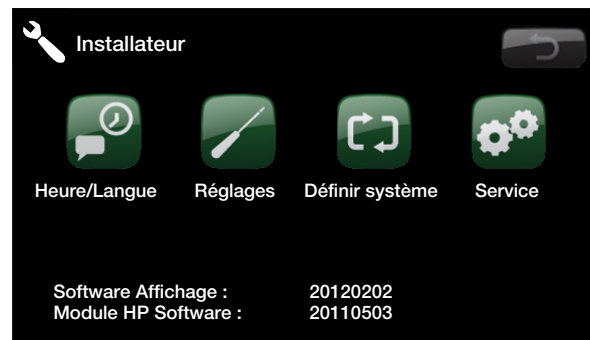 Installateur
Heure/Langue Réglages Définir système Service
Software Affichage : 20120202
Module HP Software : 20110503